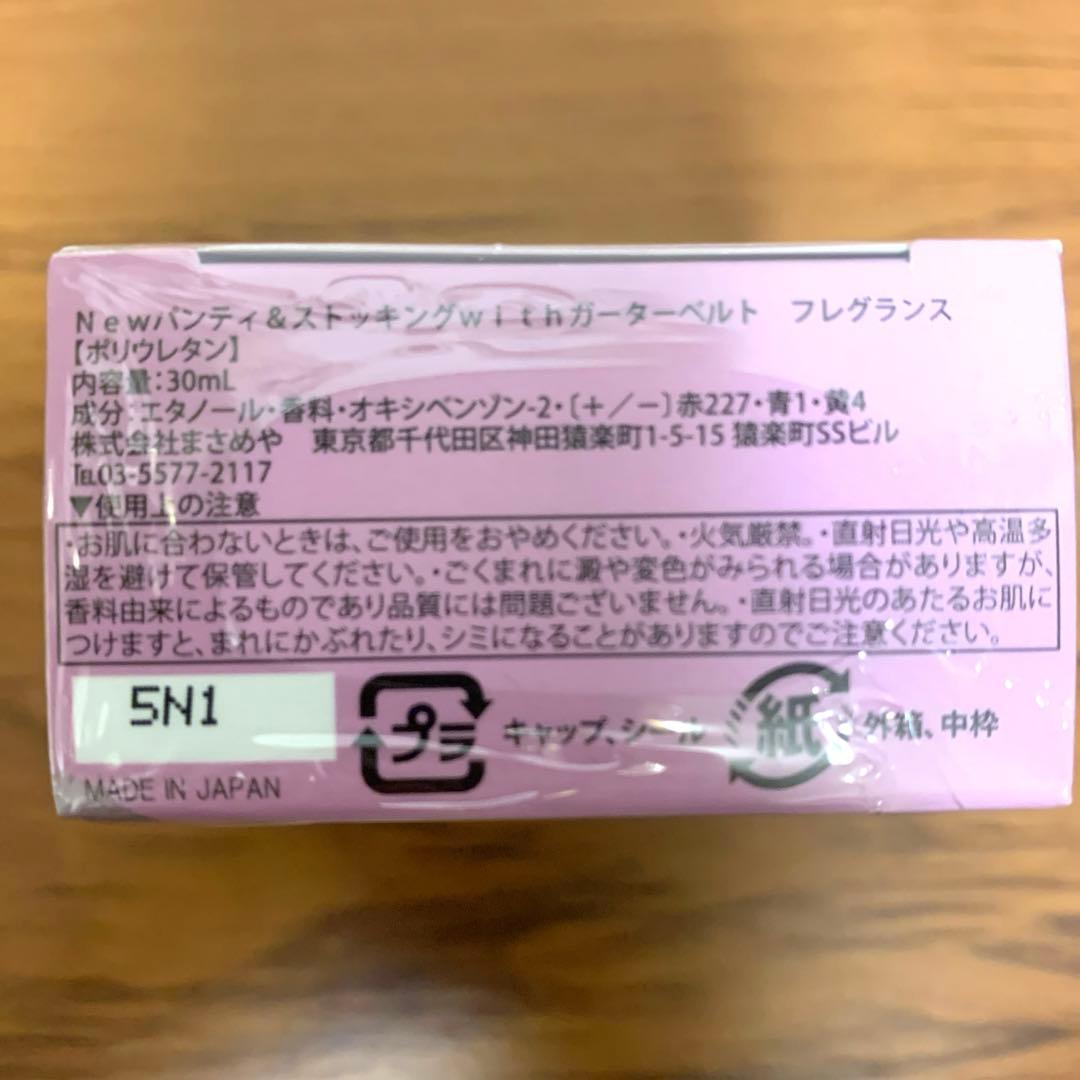 Newパンティ&ストッキングwithガーターベルト　フレグランス
【ポリウレタン】
内容量：30mL
成分：エタノール・香料・オキシベンゾン-2・〔＋／－〕赤227・青1・黄4
株式会社まさめや　東京都千代田区神田猿楽町1-5-15 猿楽町SSビル
℡03-5577-2117
▼使用上の注意
・お肌に合わないときは、ご使用をおやめください。・火気厳禁。・直射日光や高温多
湿を避けて保管してください。・ごくまれに澱や変色がみられる場合がありますが、
香料由来によるものであり品質には問題ございません。・直射日光のあたるお肌に
つけますと、まれにかぶれたり、シミになることがありますのでご注意ください。
5N1
プラ キャップ、シール 紙 外箱、中枠
MADE IN JAPAN